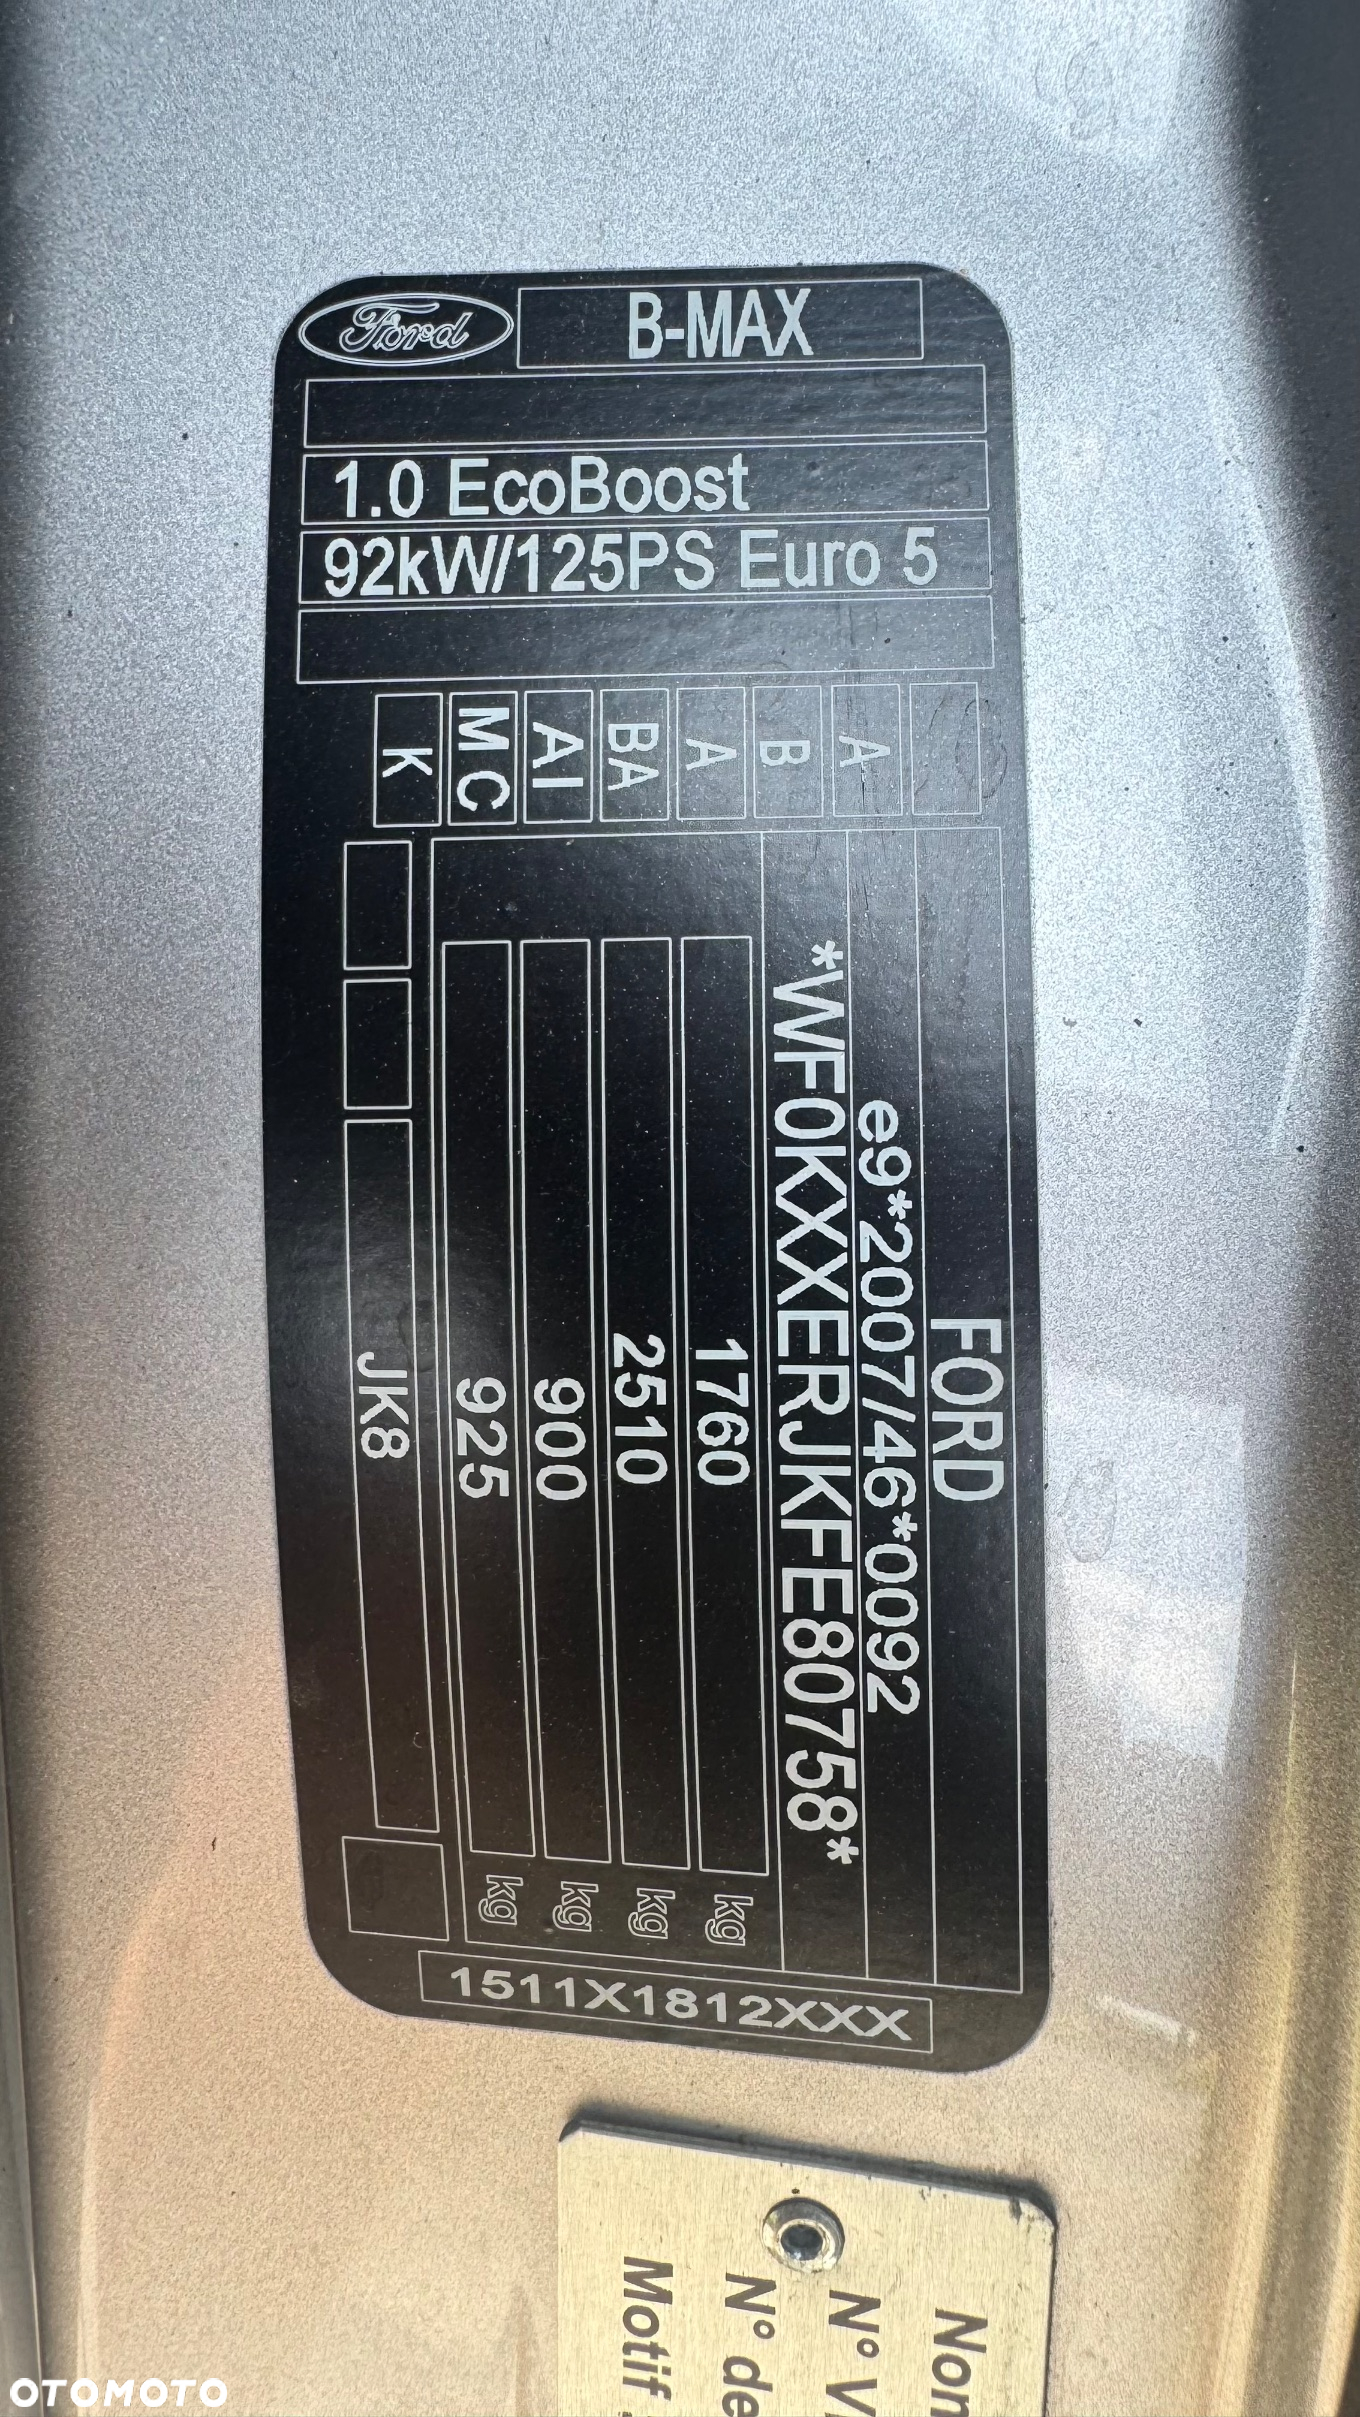 Ford
B-MAX
1.0 EcoBoost
92kW/125PS Euro 5
A
B
A
BA
AI
MC
K
FORD
e9*2007/46*0092
*WF0KXXERJKFE80758*
1760 kg
2510 kg
900 kg
925 kg
JK8
1511X1812XXX
Nom
N° V
N° de
Motif
OTOMOTO